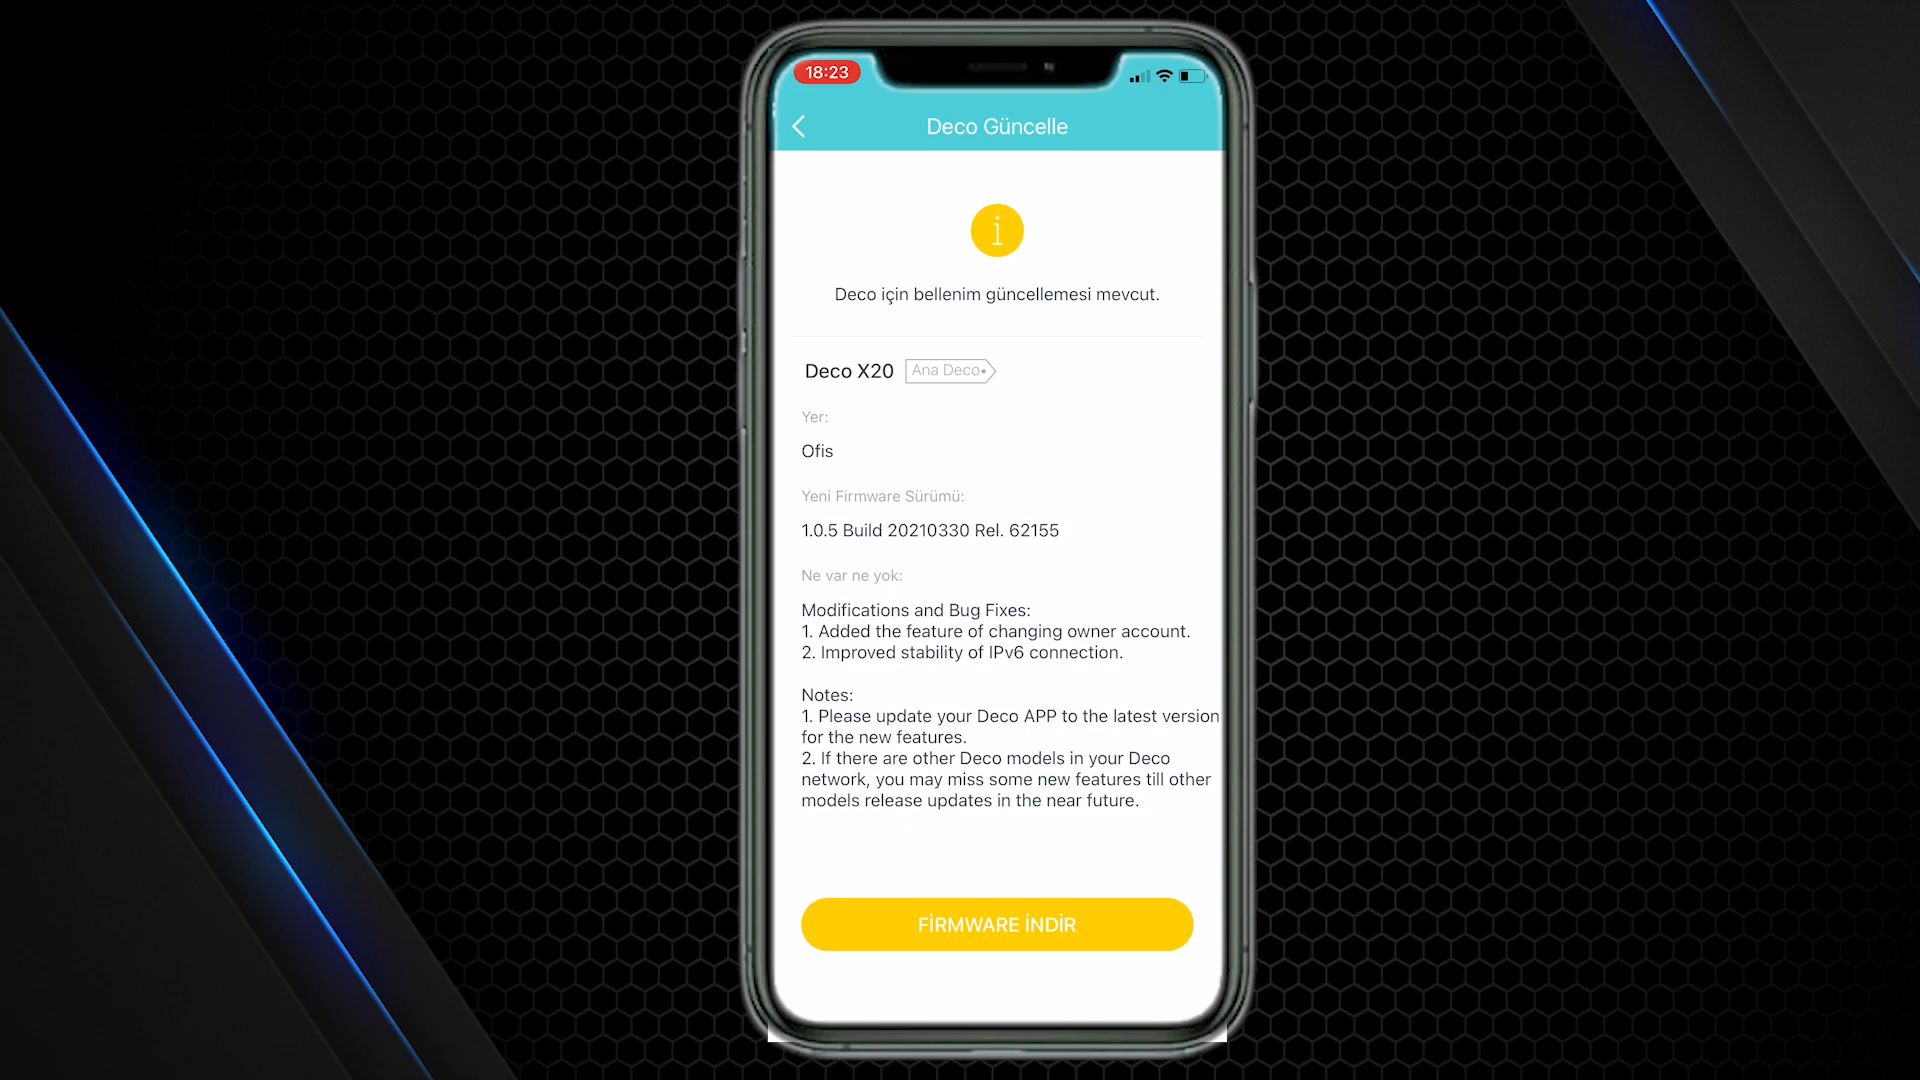 18:23
Deco Güncelle
i
Deco için bellenim güncellemesi mevcut.
Deco X20 Ana Deco
Yer:
Ofis
Yeni Firmware Sürümü:
1.0.5 Build 20210330 Rel. 62155
Ne var ne yok:
Modifications and Bug Fixes:
1. Added the feature of changing owner account.
2. Improved stability of IPv6 connection.
Notes:
1. Please update your Deco APP to the latest version
for the new features.
2. If there are other Deco models in your Deco
network, you may miss some new features till other
models release updates in the near future.
FİRMWARE İNDİR